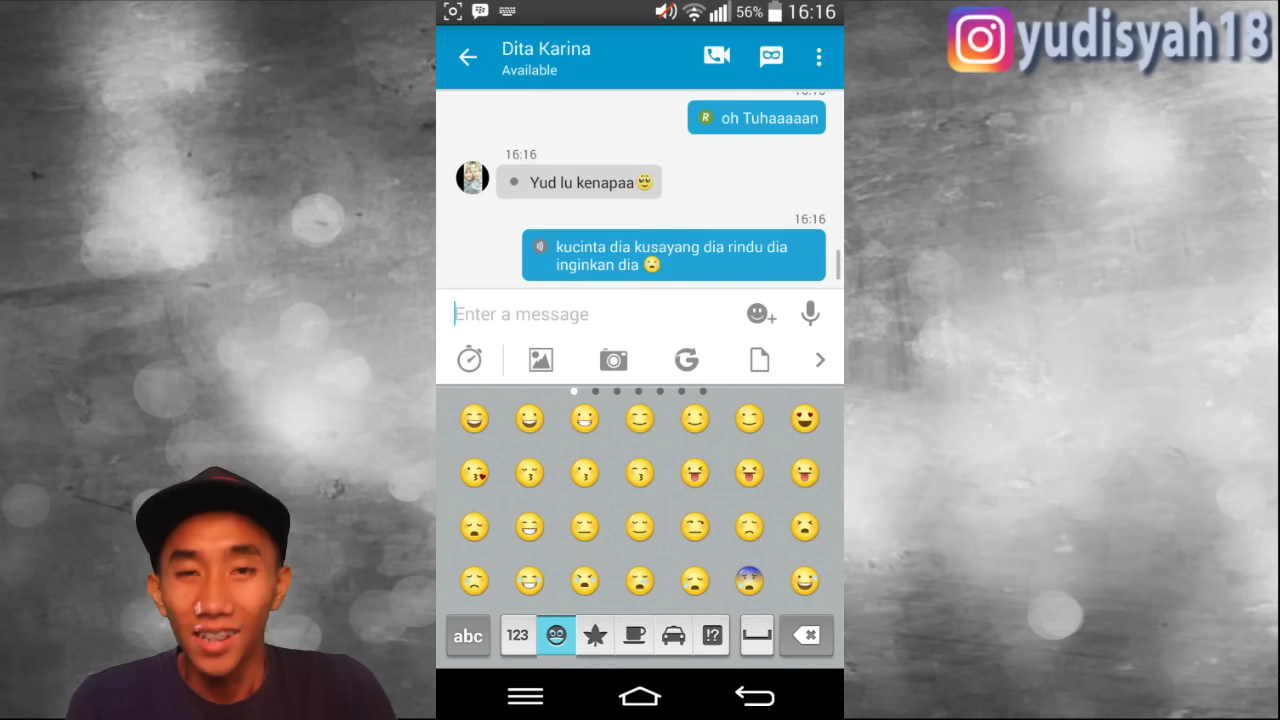 56% 16:16
yudisyah18
Dita Karina
Available
R oh Tuhaaaaan
16:16
Yud lu kenapaa🥺
16:16
kucinta dia kusayang dia rindu dia
inginkan dia 😢
Enter a message
abc 123 !?